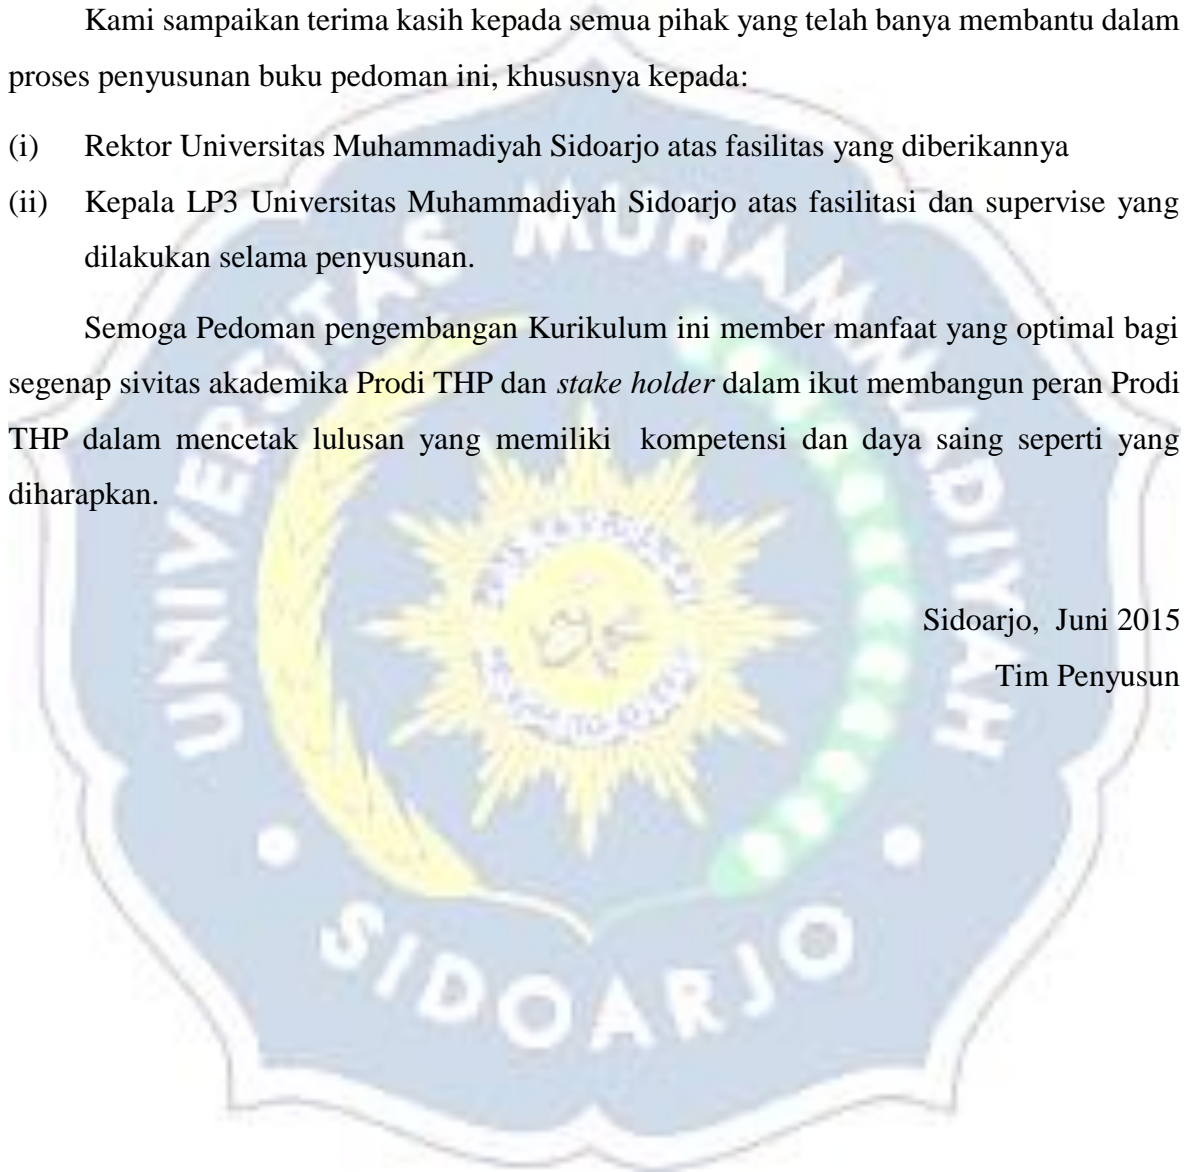 Kami sampaikan terima kasih kepada semua pihak yang telah banya membantu dalam
proses penyusunan buku pedoman ini, khususnya kepada:
(i) Rektor Universitas Muhammadiyah Sidoarjo atas fasilitas yang diberikannya
(ii) Kepala LP3 Universitas Muhammadiyah Sidoarjo atas fasilitasi dan supervise yang
dilakukan selama penyusunan.
Semoga Pedoman pengembangan Kurikulum ini member manfaat yang optimal bagi
segenap sivitas akademika Prodi THP dan stake holder dalam ikut membangun peran Prodi
THP dalam mencetak lulusan yang memiliki kompetensi dan daya saing seperti yang
diharapkan.
Sidoarjo, Juni 2015
Tim Penyusun
UNIVERSITAS MUHAMMADIYAH
SIDOARJO